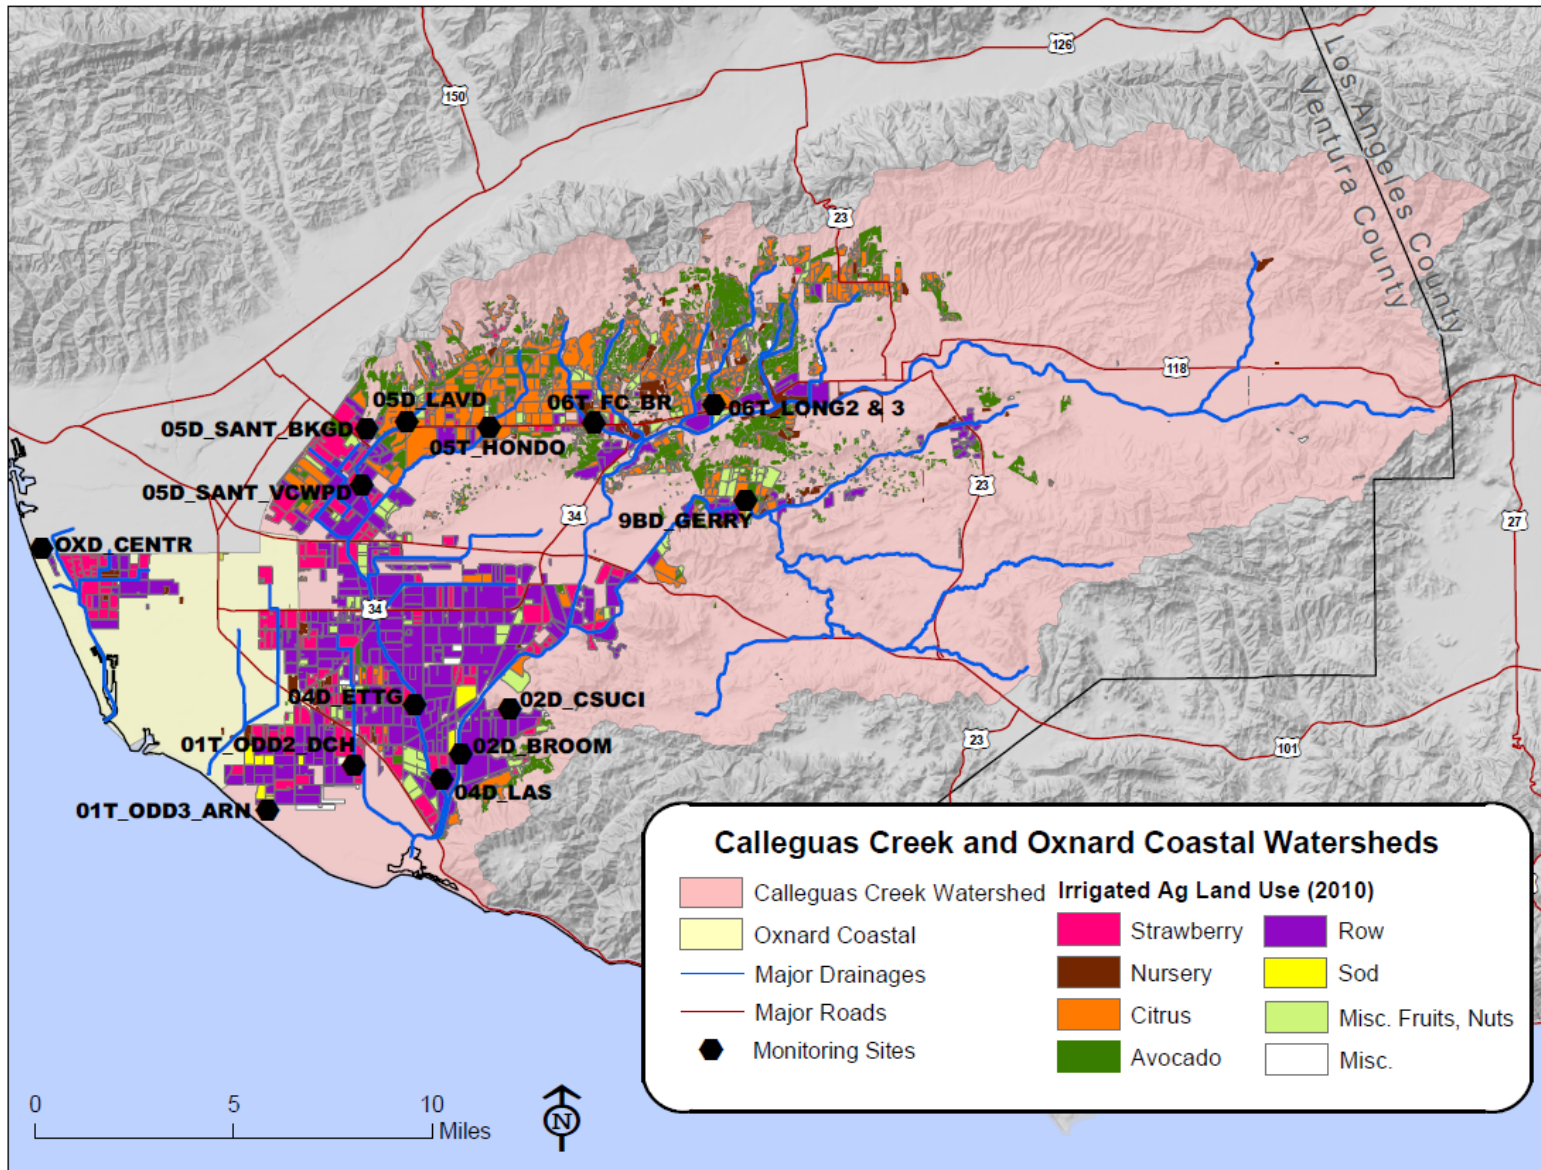 126
150
Los Angeles County
Ventura County
23
118
05D_LAVD
06T_FC_BR
06T_LONG2 & 3
05D_SANT_BKGD
05T_HONDO
05D_SANT_VCWPD
23
34
9BD_GERRY
27
OXD_CENTR
34
04D_ETTG
02D_CSUCI
01T_ODD2_DCH
02D_BROOM
23
101
04D_LAS
01T_ODD3_ARN
Calleguas Creek and Oxnard Coastal Watersheds
Calleguas Creek Watershed
Oxnard Coastal
Major Drainages
Major Roads
Monitoring Sites
Irrigated Ag Land Use (2010)
Strawberry
Row
Nursery
Sod
Citrus
Misc. Fruits, Nuts
Avocado
Misc.
0 5 10
Miles
N